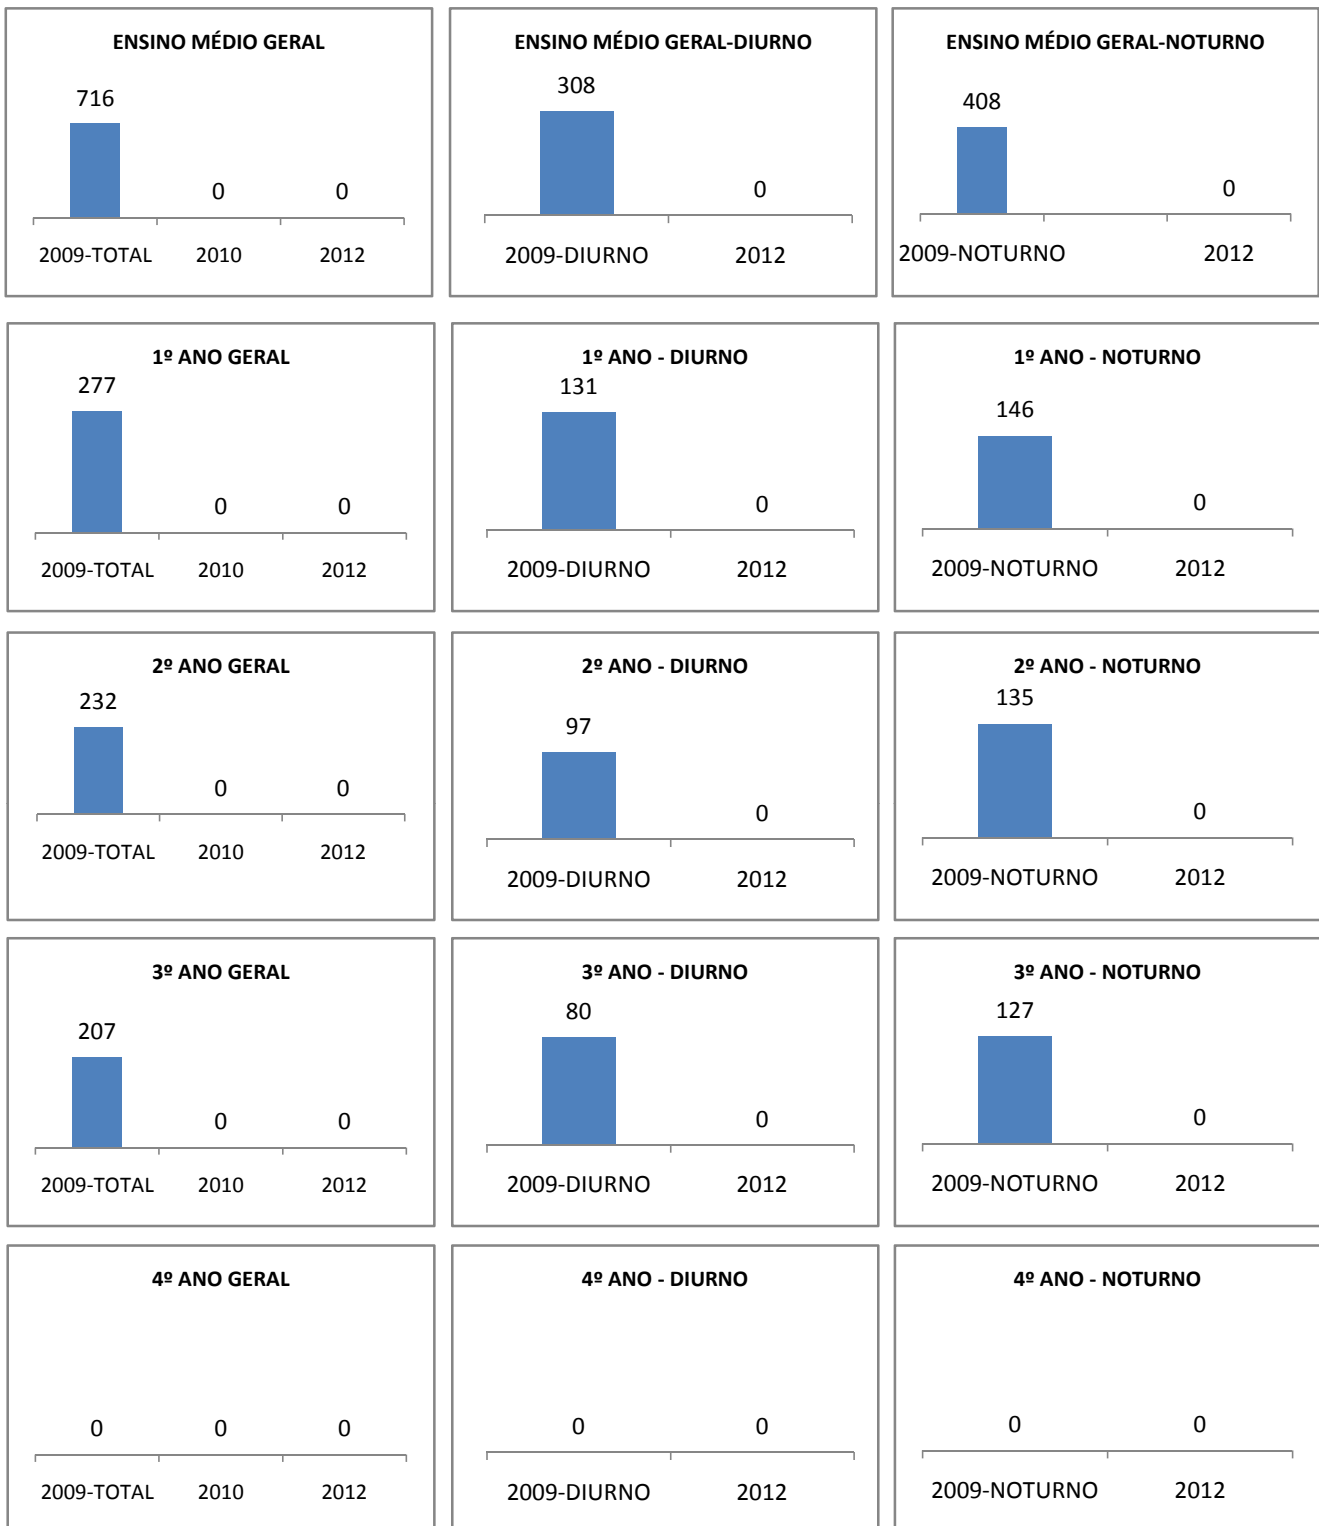 ENSINO MÉDIO GERAL
716
0
0
2009-TOTAL 2010 2012
ENSINO MÉDIO GERAL-DIURNO
308
0
2009-DIURNO 2012
ENSINO MÉDIO GERAL-NOTURNO
408
0
2009-NOTURNO 2012
1º ANO GERAL
277
0
0
2009-TOTAL 2010 2012
1º ANO - DIURNO
131
0
2009-DIURNO 2012
1º ANO - NOTURNO
146
0
2009-NOTURNO 2012
2º ANO GERAL
232
0
0
2009-TOTAL 2010 2012
2º ANO - DIURNO
97
0
2009-DIURNO 2012
2º ANO - NOTURNO
135
0
2009-NOTURNO 2012
3º ANO GERAL
207
0
0
2009-TOTAL 2010 2012
3º ANO - DIURNO
80
0
2009-DIURNO 2012
3º ANO - NOTURNO
127
0
2009-NOTURNO 2012
4º ANO GERAL
0 0 0
2009-TOTAL 2010 2012
4º ANO - DIURNO
0 0
2009-DIURNO 2012
4º ANO - NOTURNO
0 0
2009-NOTURNO 2012